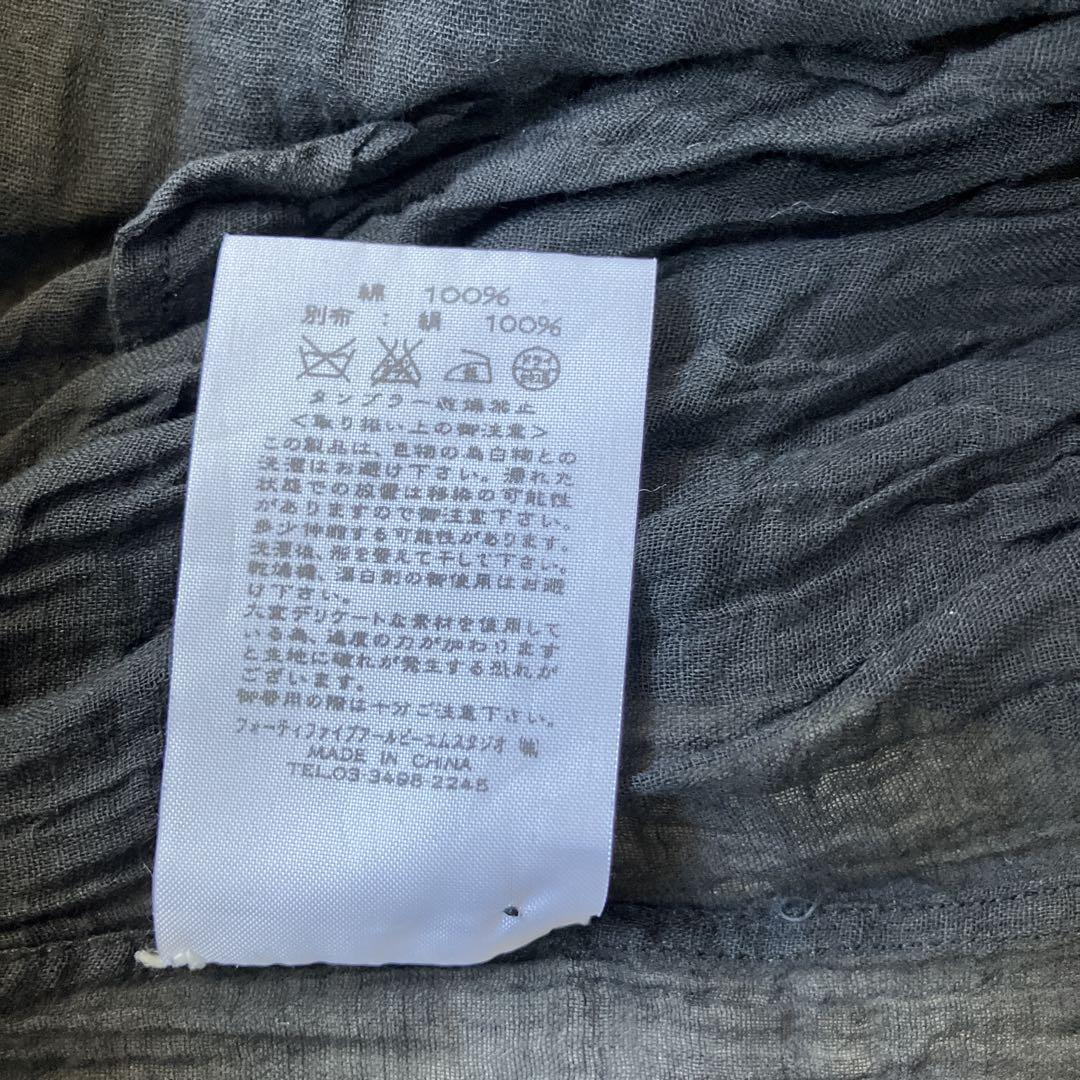 綿 100%
別布 : 絹 100%
ドライ
タンブラー乾燥禁止
<取り扱い上の御注意>
この製品は、色物の為白物との
洗濯はお避け下さい。濡れた
状態での放置は移染の可能性
がありますので御注意下さい。
多少伸縮する可能性があります。
洗濯後、形を整えて干して下さい。
乾燥機、漂白剤の御使用はお避
け下さい。
大変デリケートな素材を使用して
いる為、過度の力がかかります
と生地に破れが発生する恐れが
ございます。
御着用の際は十分ご注意下さい。
フォーティファイブアールピーエムスタジオ ㈱
MADE IN CHINA
TEL.03 3498 2248